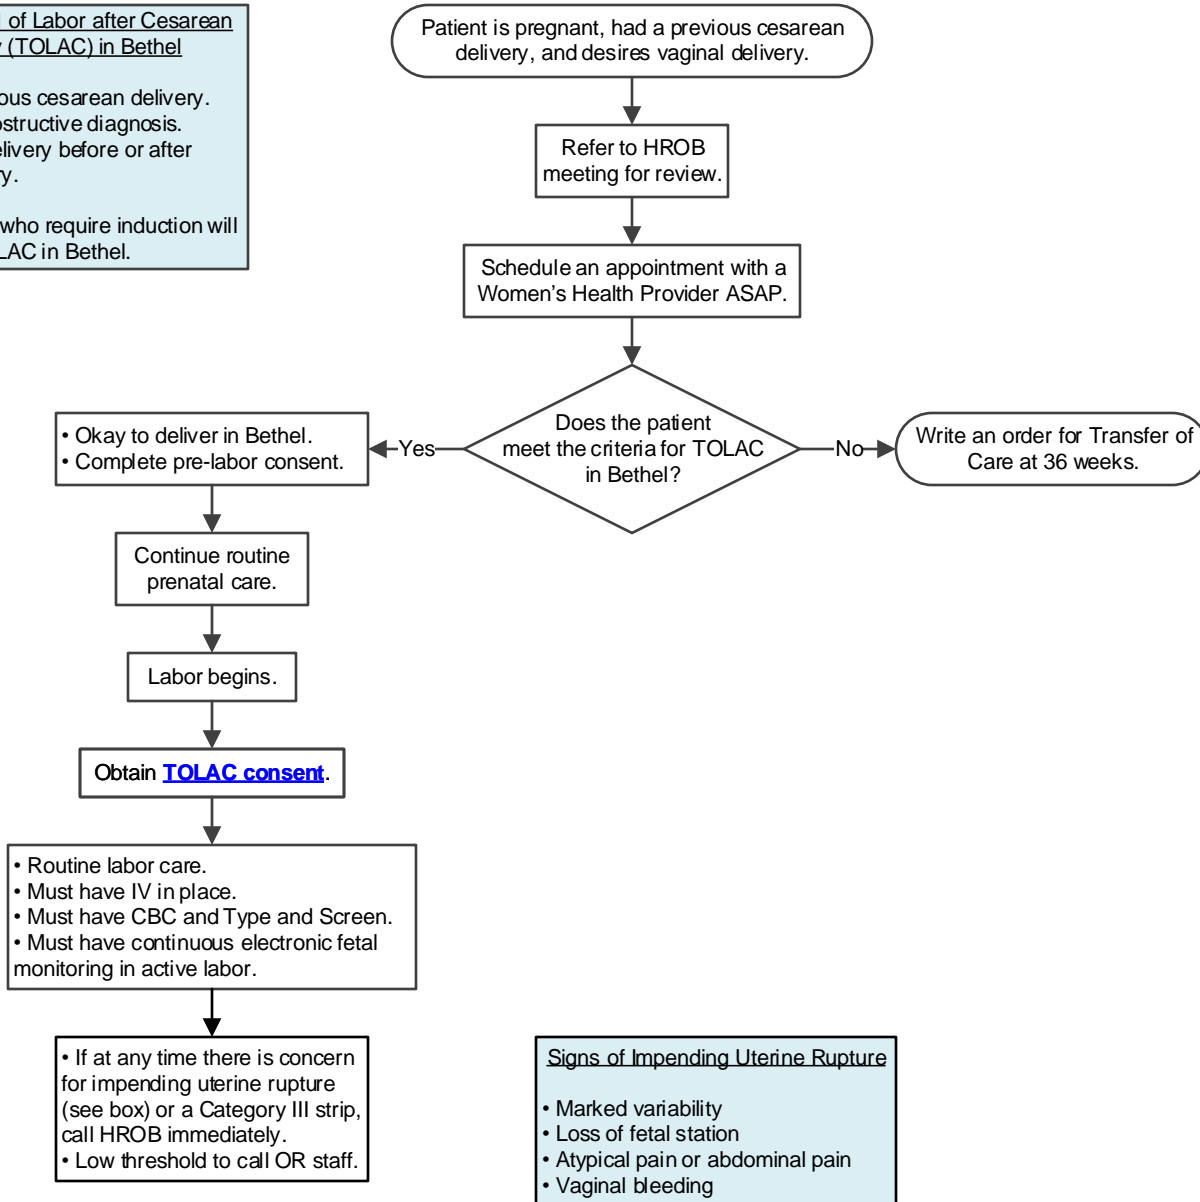 of Labor after Cesarean
(TOLAC) in Bethel
cesarean delivery.
diagnosis.
before or after
who require induction will
in Bethel.
Patient is pregnant, had a previous cesarean
delivery, and desires vaginal delivery.
Refer to HROB
meeting for review.
Schedule an appointment with a
Women's Health Provider ASAP.
Does the patient
meet the criteria for TOLAC
in Bethel?
Yes
No
Write an order for Transfer of
Care at 36 weeks.
• Okay to deliver in Bethel.
• Complete pre-labor consent.
Continue routine
prenatal care.
Labor begins.
Obtain TOLAC consent.
• Routine labor care.
• Must have IV in place.
• Must have CBC and Type and Screen.
• Must have continuous electronic fetal
monitoring in active labor.
• If at any time there is concern
for impending uterine rupture
(see box) or a Category III strip,
call HROB immediately.
• Low threshold to call OR staff.
Signs of Impending Uterine Rupture
• Marked variability
• Loss of fetal station
• Atypical pain or abdominal pain
• Vaginal bleeding